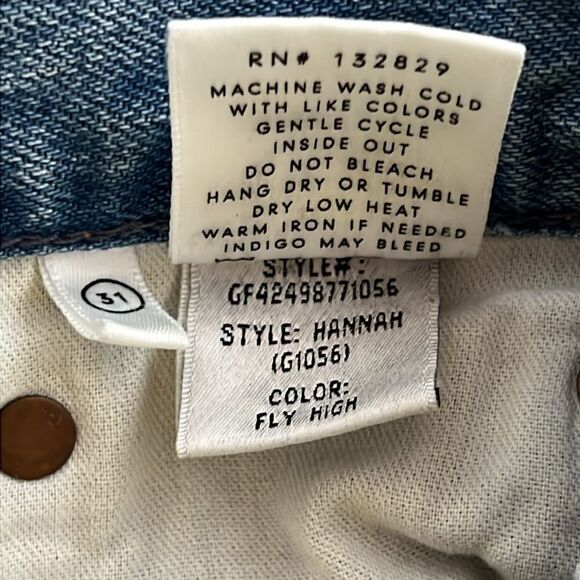 RN# 132829
MACHINE WASH COLD
WITH LIKE COLORS
GENTLE CYCLE
INSIDE OUT
DO NOT BLEACH
HANG DRY OR TUMBLE
DRY LOW HEAT
WARM IRON IF NEEDED
INDIGO MAY BLEED
31
STYLE#:
GF42498771056
STYLE: HANNAH
(G1056)
COLOR:
FLY HIGH